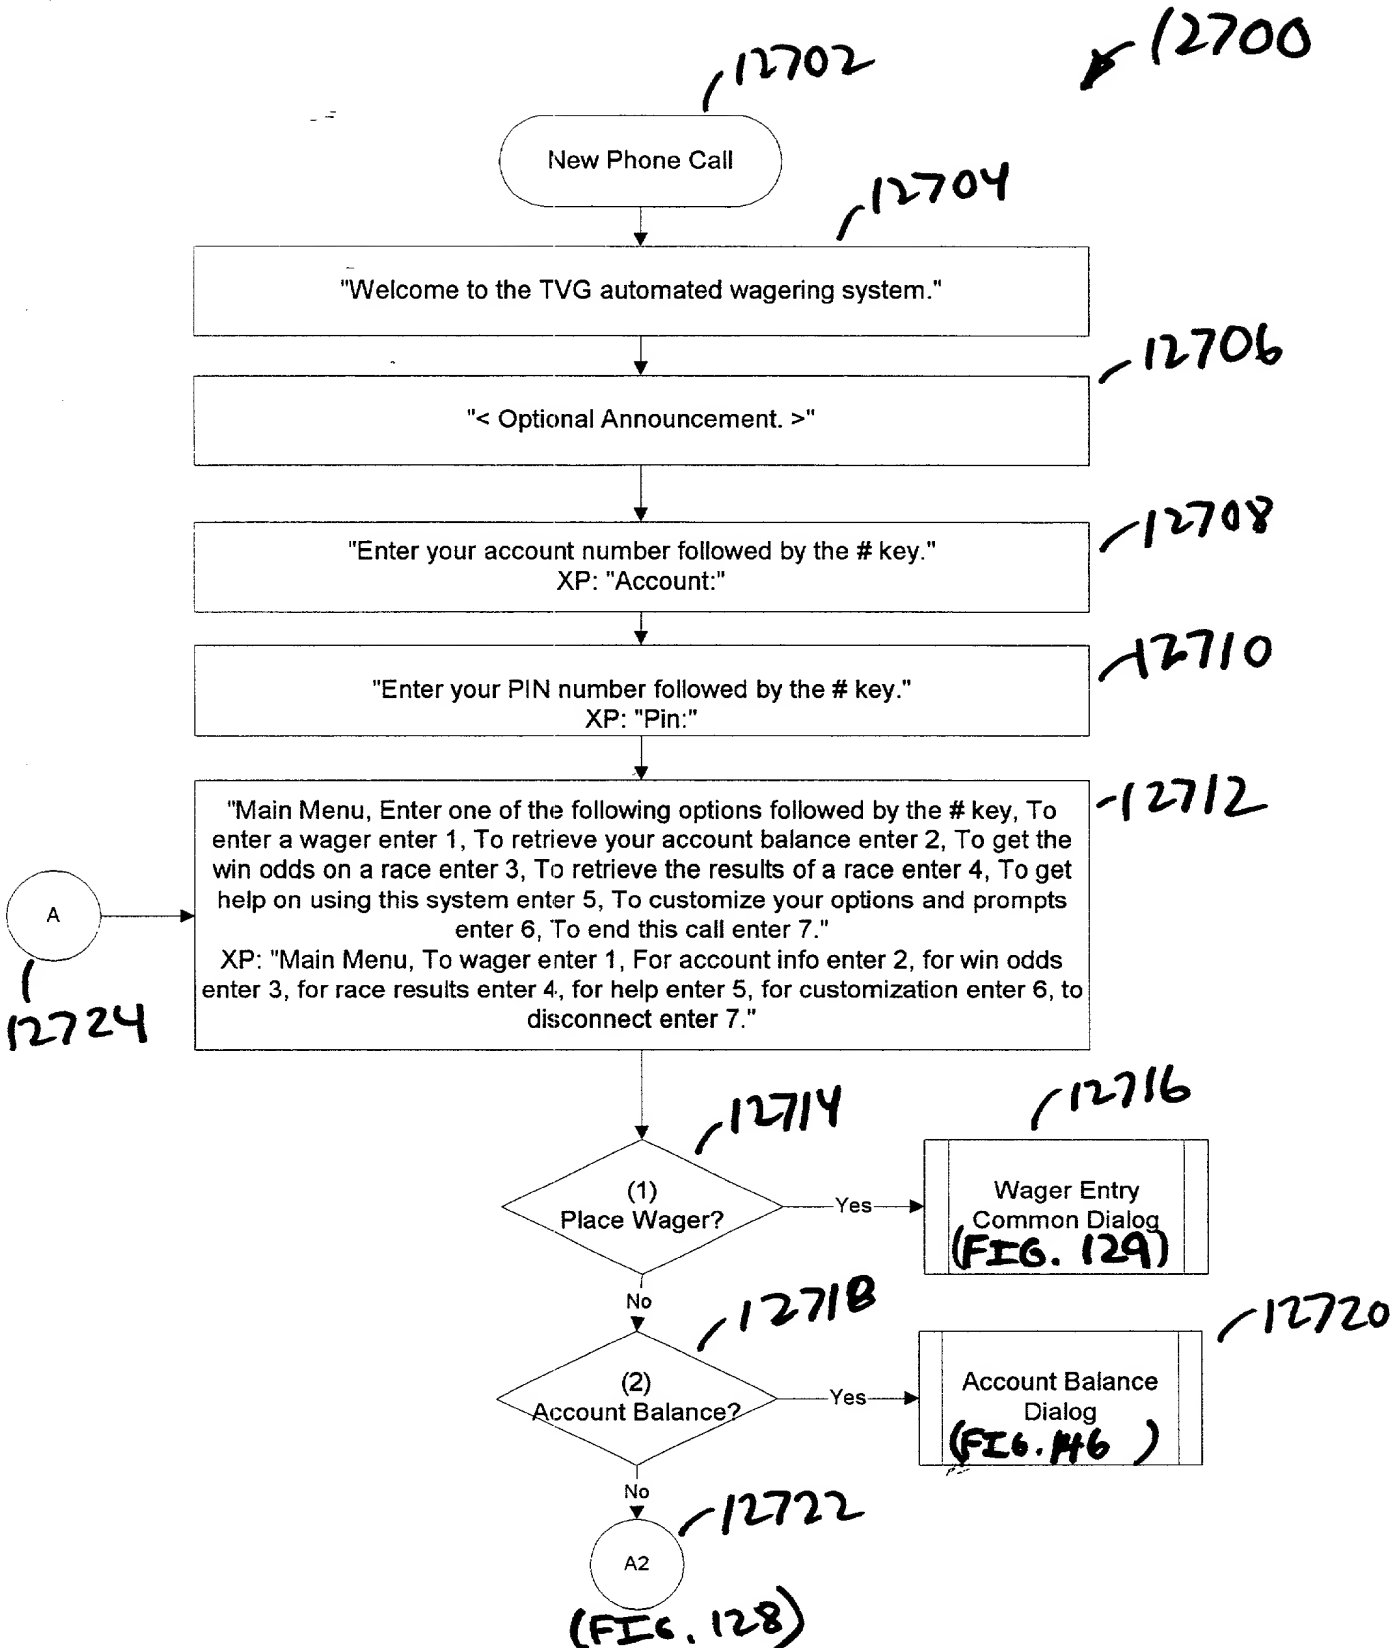 12700
12702
New Phone Call
12704
"Welcome to the TVG automated wagering system."
12706
"< Optional Announcement. >"
12708
"Enter your account number followed by the # key."
XP: "Account:"
12710
"Enter your PIN number followed by the # key."
XP: "Pin:"
12712
"Main Menu, Enter one of the following options followed by the # key, To
enter a wager enter 1, To retrieve your account balance enter 2, To get the
win odds on a race enter 3, To retrieve the results of a race enter 4, To get
help on using this system enter 5, To customize your options and prompts
enter 6, To end this call enter 7."
XP: "Main Menu, To wager enter 1, For account info enter 2, for win odds
enter 3, for race results enter 4, for help enter 5, for customization enter 6, to
disconnect enter 7."
A
12724
12714
(1)
Place Wager?
Yes
12716
Wager Entry
Common Dialog
(FIG. 129)
No
12718
(2)
Account Balance?
Yes
12720
Account Balance
Dialog
(FIG. 146)
No
12722
A2
(FIG. 128)